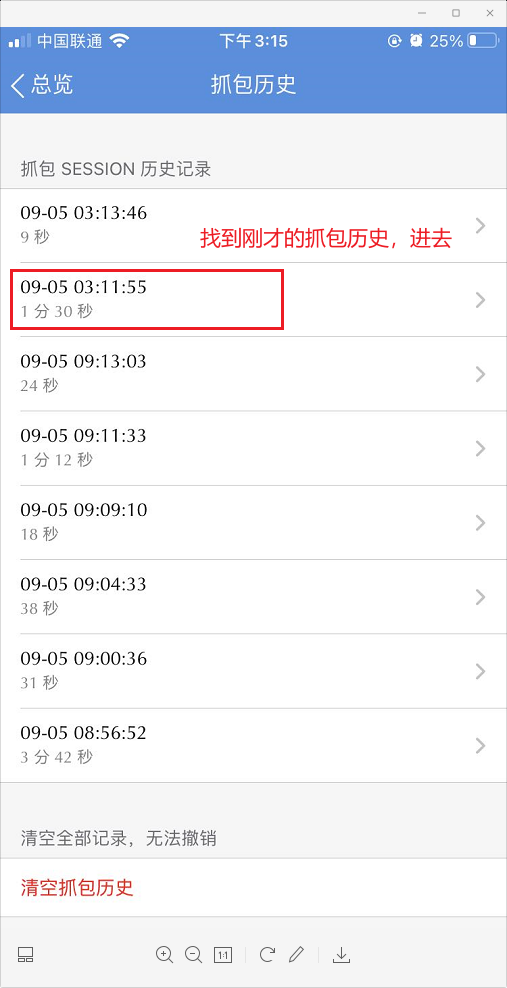 中国联通 下午 3:15 25%
总览 抓包历史
抓包 SESSION 历史记录
09-05 03:13:46
9 秒
找到刚才的抓包历史，进去
09-05 03:11:55
1 分 30 秒
09-05 09:13:03
24 秒
09-05 09:11:33
1 分 12 秒
09-05 09:09:10
18 秒
09-05 09:04:33
38 秒
09-05 09:00:36
31 秒
09-05 08:56:52
3 分 42 秒
清空全部记录，无法撤销
清空抓包历史
1:1